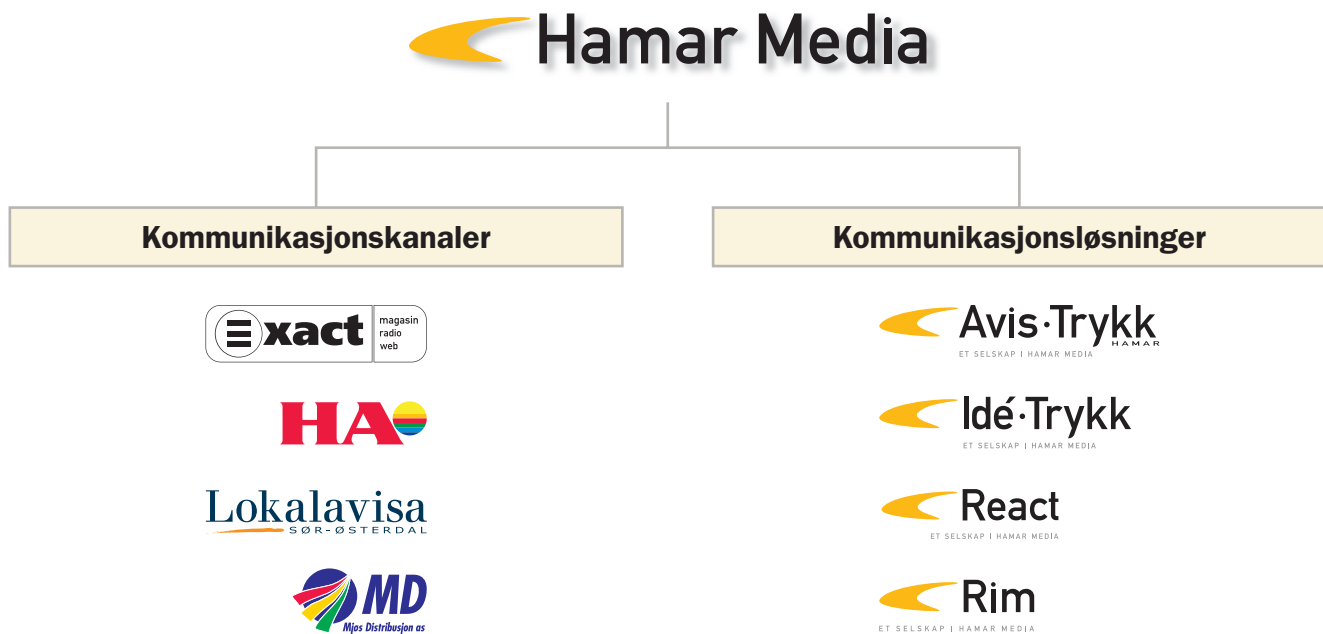 Hamar Media
Kommunikasjonskanaler
Exact
magasin
radio
web
HA
Lokalavisa
SØR-ØSTERDAL
MD
Mjøs Distribusjon as
Kommunikasjonsløsninger
Avis·Trykk
HAMAR
ET SELSKAP I HAMAR MEDIA
Idé·Trykk
ET SELSKAP I HAMAR MEDIA
React
ET SELSKAP I HAMAR MEDIA
Rim
ET SELSKAP I HAMAR MEDIA